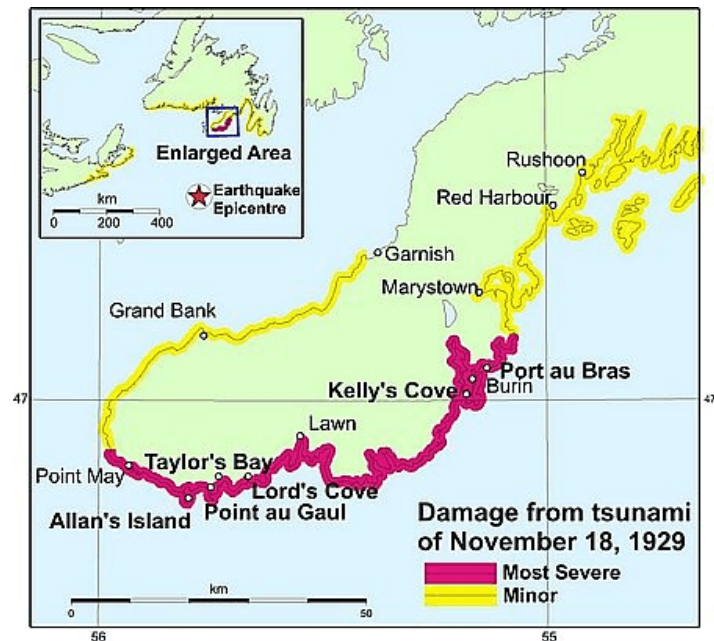 Enlarged Area
km
0 200 400
Earthquake
Epicentre
Rushoon
Red Harbour
Garnish
Marystown
Grand Bank
47
47
Port au Bras
Kelly's Cove
Burin
Lawn
Point May
Taylor's Bay
Lord's Cove
Allan's Island
Point au Gaul
Damage from tsunami
of November 18, 1929
Most Severe
Minor
km
0 50
56
55